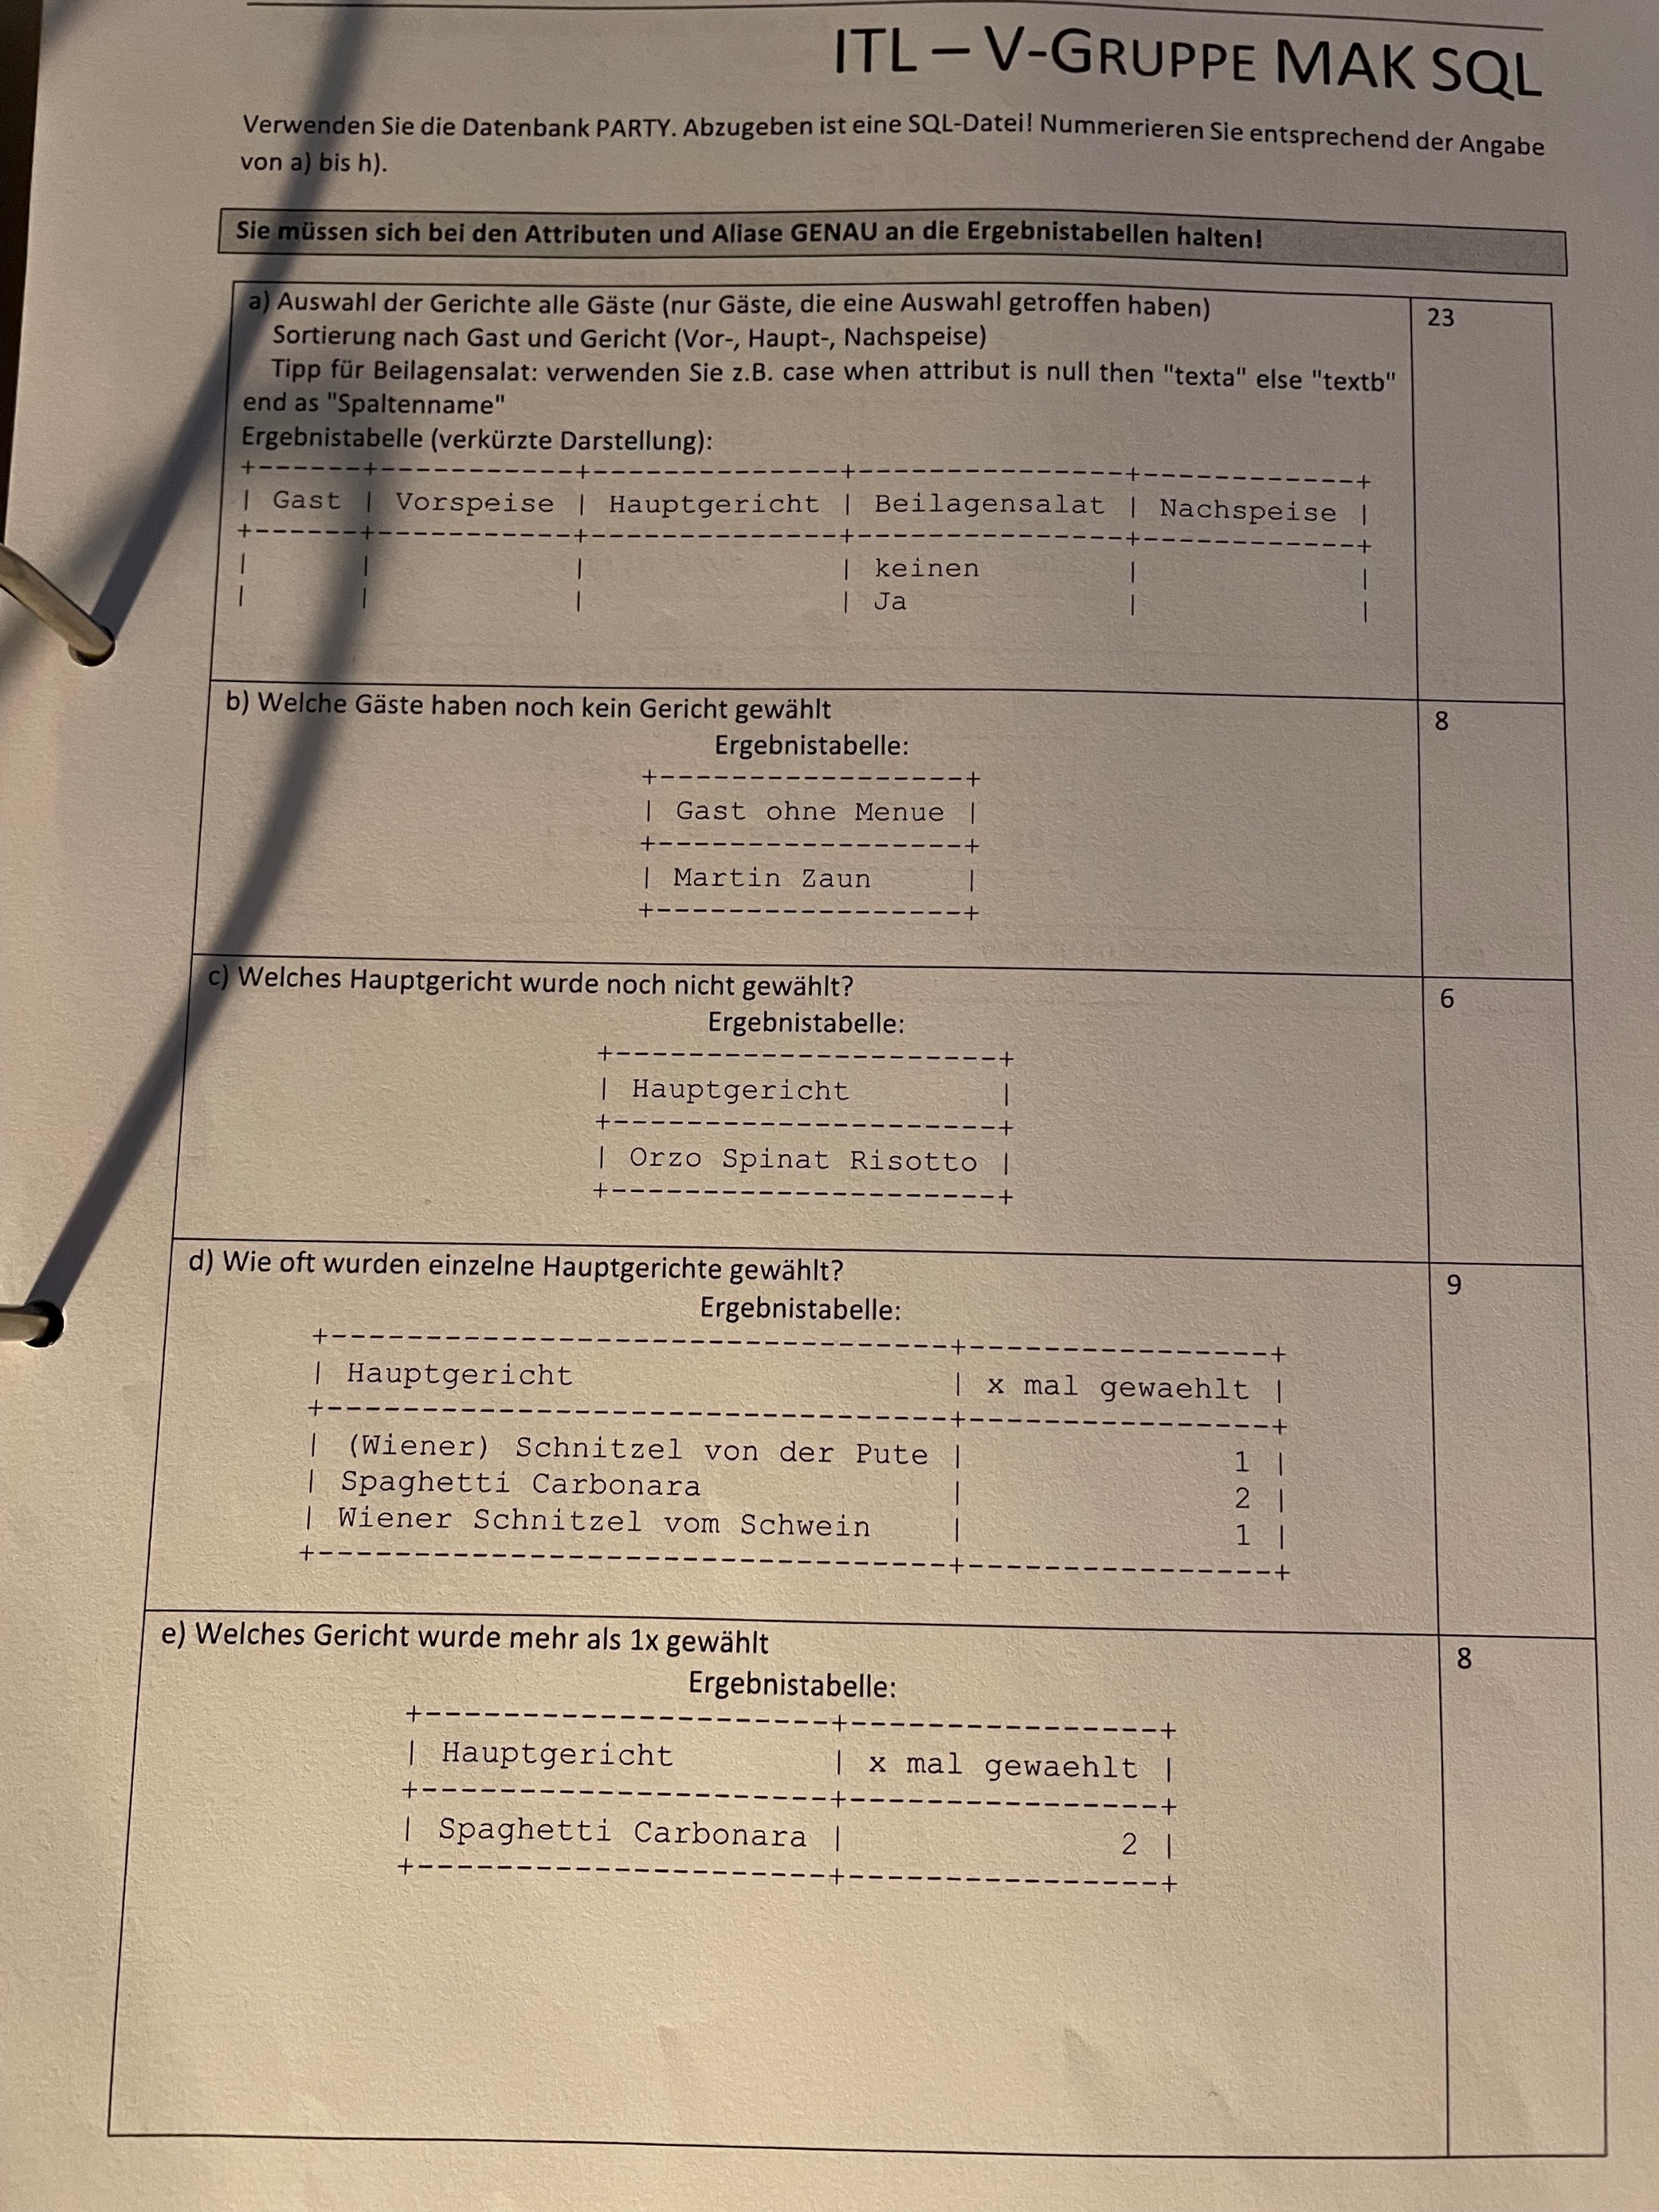 ITL – V-GRUPPE MAK SQL
Verwenden Sie die Datenbank PARTY. Abzugeben ist eine SQL-Datei! Nummerieren Sie entsprechend der Angabe
von a) bis h).
Sie müssen sich bei den Attributen und Aliase GENAU an die Ergebnistabellen halten!
a) Auswahl der Gerichte alle Gäste (nur Gäste, die eine Auswahl getroffen haben) 23
Sortierung nach Gast und Gericht (Vor-, Haupt-, Nachspeise)
Tipp für Beilagensalat: verwenden Sie z.B. case when attribut is null then "texta" else "textb"
end as "Spaltenname"
Ergebnistabelle (verkürzte Darstellung):
+------+-----------+--------------+---------------+------------+
| Gast | Vorspeise | Hauptgericht | Beilagensalat | Nachspeise |
+------+-----------+--------------+---------------+------------+
| | | | keinen | |
| | | | Ja | |
b) Welche Gäste haben noch kein Gericht gewählt 8
Ergebnistabelle:
+-----------------+
| Gast ohne Menue |
+-----------------+
| Martin Zaun |
+-----------------+
c) Welches Hauptgericht wurde noch nicht gewählt? 6
Ergebnistabelle:
+---------------------+
| Hauptgericht |
+---------------------+
| Orzo Spinat Risotto |
+---------------------+
d) Wie oft wurden einzelne Hauptgerichte gewählt? 9
Ergebnistabelle:
+--------------------------------+----------------+
| Hauptgericht | x mal gewaehlt |
+--------------------------------+----------------+
| (Wiener) Schnitzel von der Pute | 1 |
| Spaghetti Carbonara | 2 |
| Wiener Schnitzel vom Schwein | 1 |
+--------------------------------+----------------+
e) Welches Gericht wurde mehr als 1x gewählt 8
Ergebnistabelle:
+---------------------+----------------+
| Hauptgericht | x mal gewaehlt |
+---------------------+----------------+
| Spaghetti Carbonara | 2 |
+---------------------+----------------+